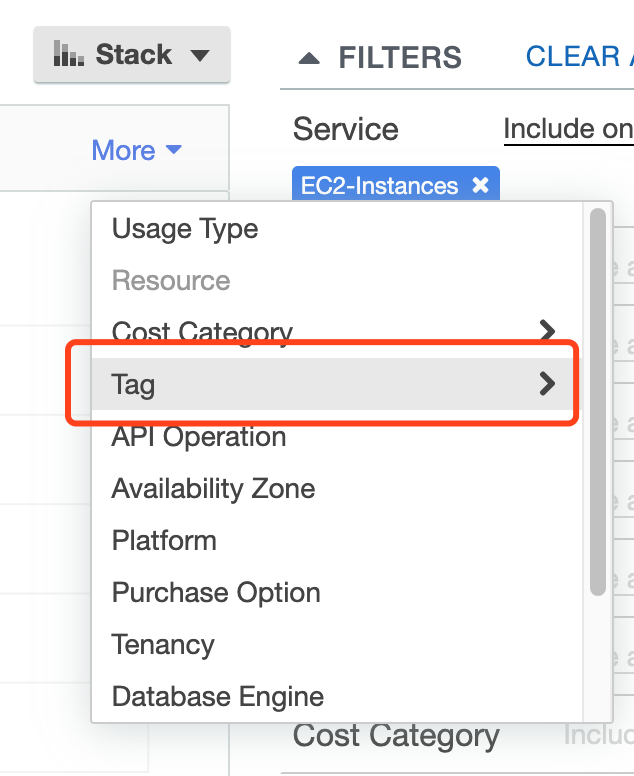 Stack
FILTERS
CLEAR
More
Service
Include on
EC2-Instances
Usage Type
Resource
Cost Category
Tag
API Operation
Availability Zone
Platform
Purchase Option
Tenancy
Database Engine
Cost Category
Includ